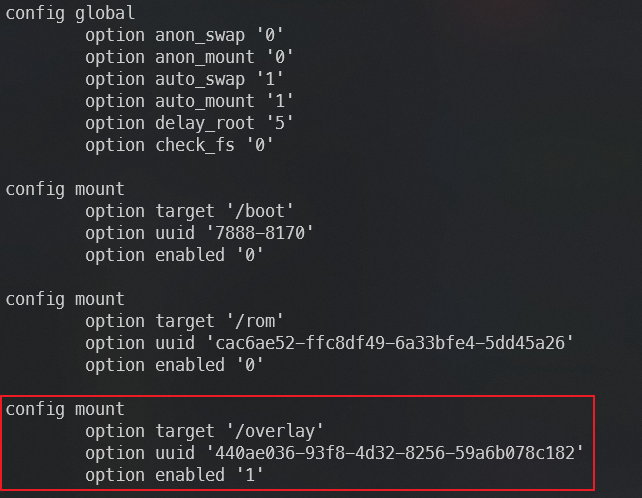 config global
        option anon_swap '0'
        option anon_mount '0'
        option auto_swap '1'
        option auto_mount '1'
        option delay_root '5'
        option check_fs '0'

config mount
        option target '/boot'
        option uuid '7888-8170'
        option enabled '0'

config mount
        option target '/rom'
        option uuid 'cac6ae52-ffc8df49-6a33bfe4-5dd45a26'
        option enabled '0'

config mount
        option target '/overlay'
        option uuid '440ae036-93f8-4d32-8256-59a6b078c182'
        option enabled '1'